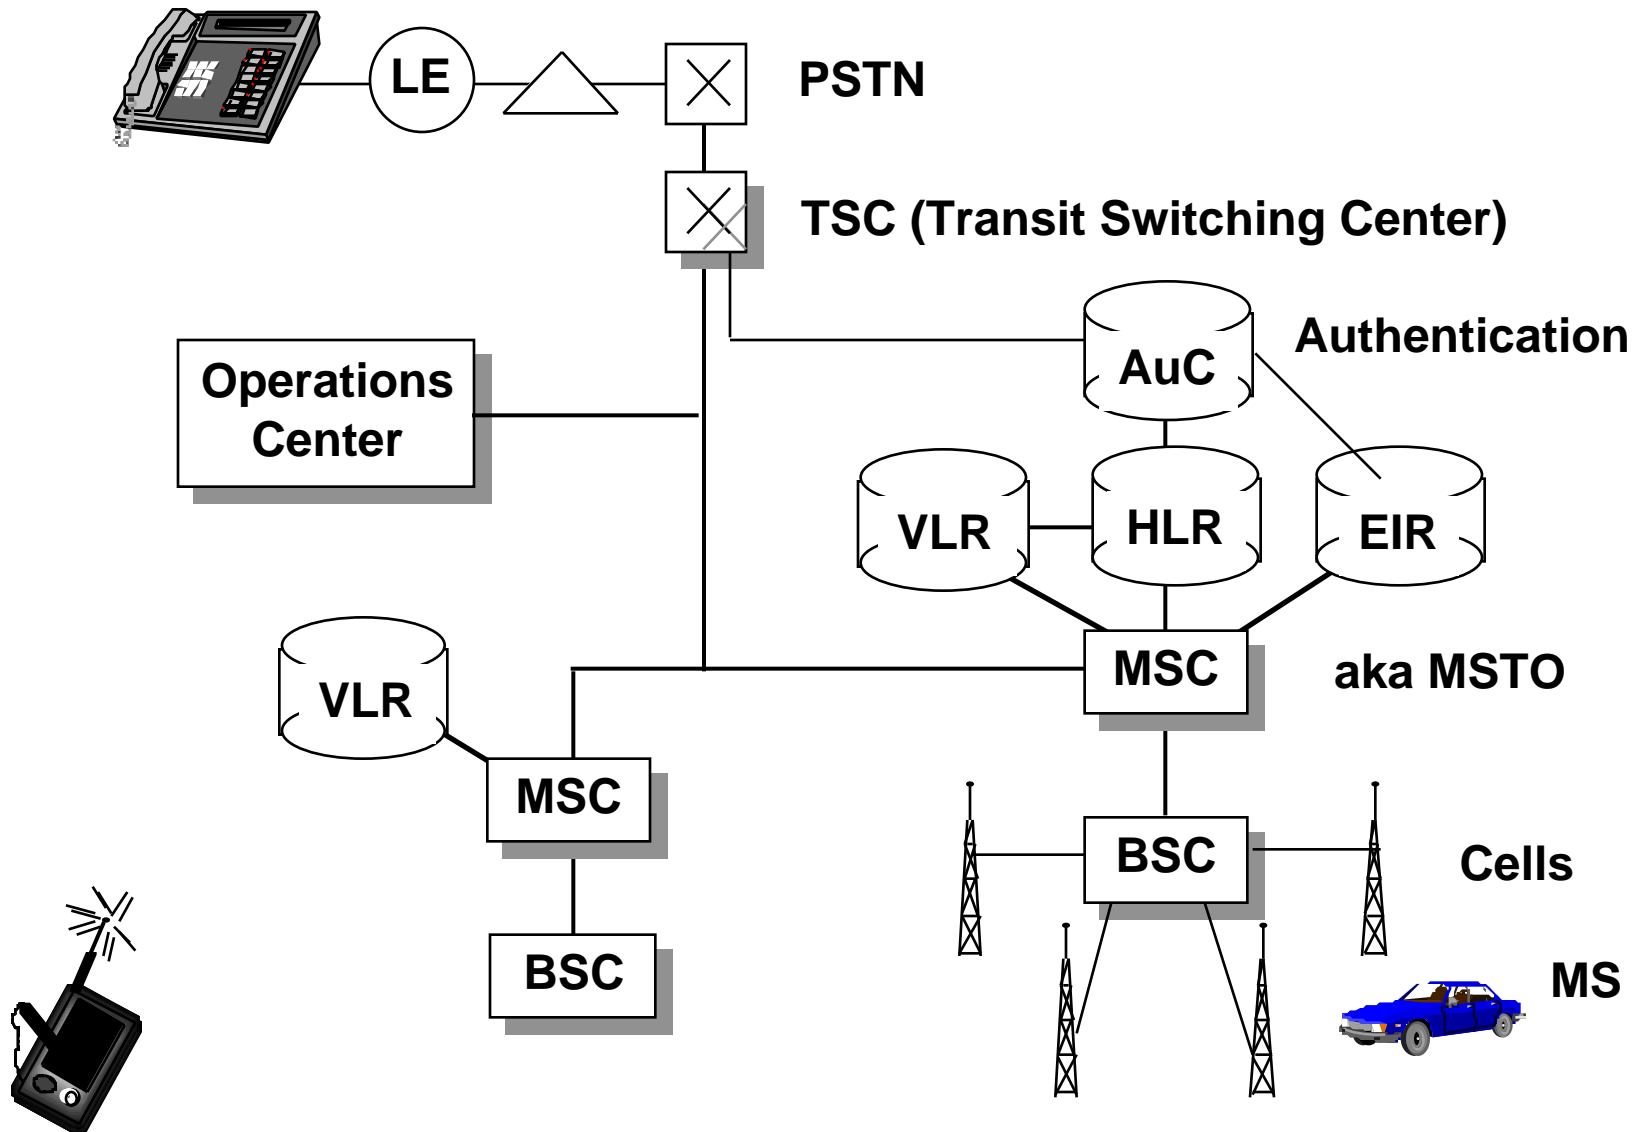 LE
PSTN
TSC (Transit Switching Center)
Operations
Center
AuC
Authentication
VLR
HLR
EIR
VLR
MSC
aka MSTO
MSC
BSC
Cells
BSC
MS